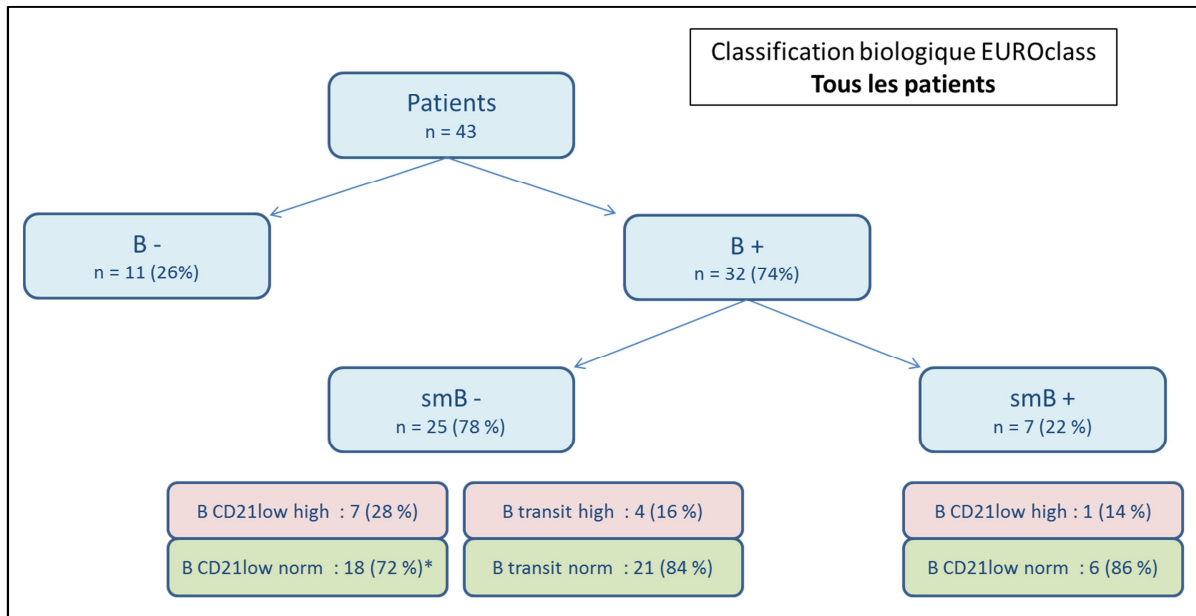 Classification biologique EUROclass
Tous les patients
Patients
n = 43
B -
n = 11 (26%)
B +
n = 32 (74%)
smB -
n = 25 (78 %)
smB +
n = 7 (22 %)
B CD21low high : 7 (28 %)
B transit high : 4 (16 %)
B CD21low high : 1 (14 %)
B CD21low norm : 18 (72 %)*
B transit norm : 21 (84 %)
B CD21low norm : 6 (86 %)